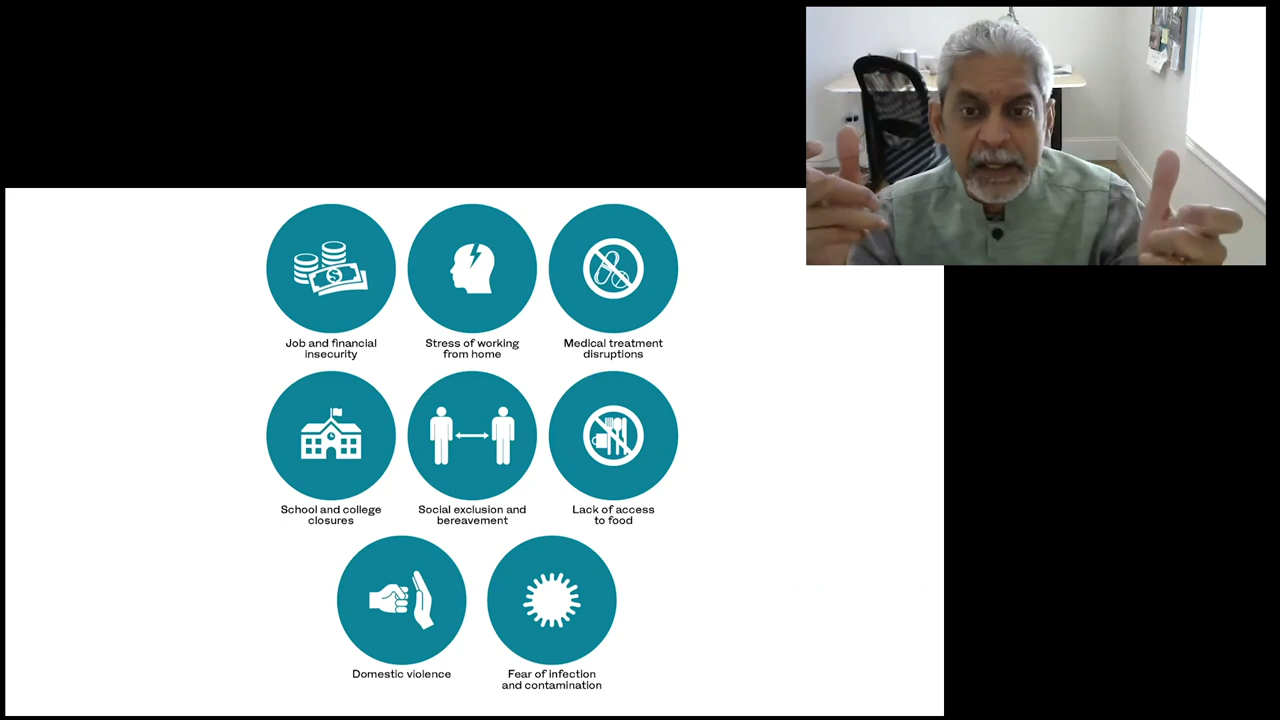 Job and financial
insecurity
Stress of working
from home
Medical treatment
disruptions
School and college
closures
Social exclusion and
bereavement
Lack of access
to food
Domestic violence
Fear of infection
and contamination